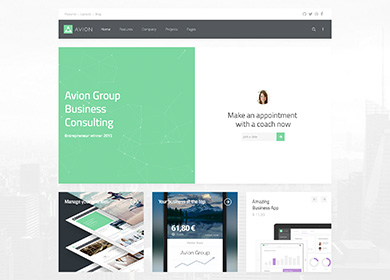 AVION
Home Features Company Projects Pages
Avion Group
Business
Consulting
Entrepreneur winner 2015
Make an appointment
with a coach now
Manage your
Your business at the top
61,80 €
Avion Group
Amazing
Business App